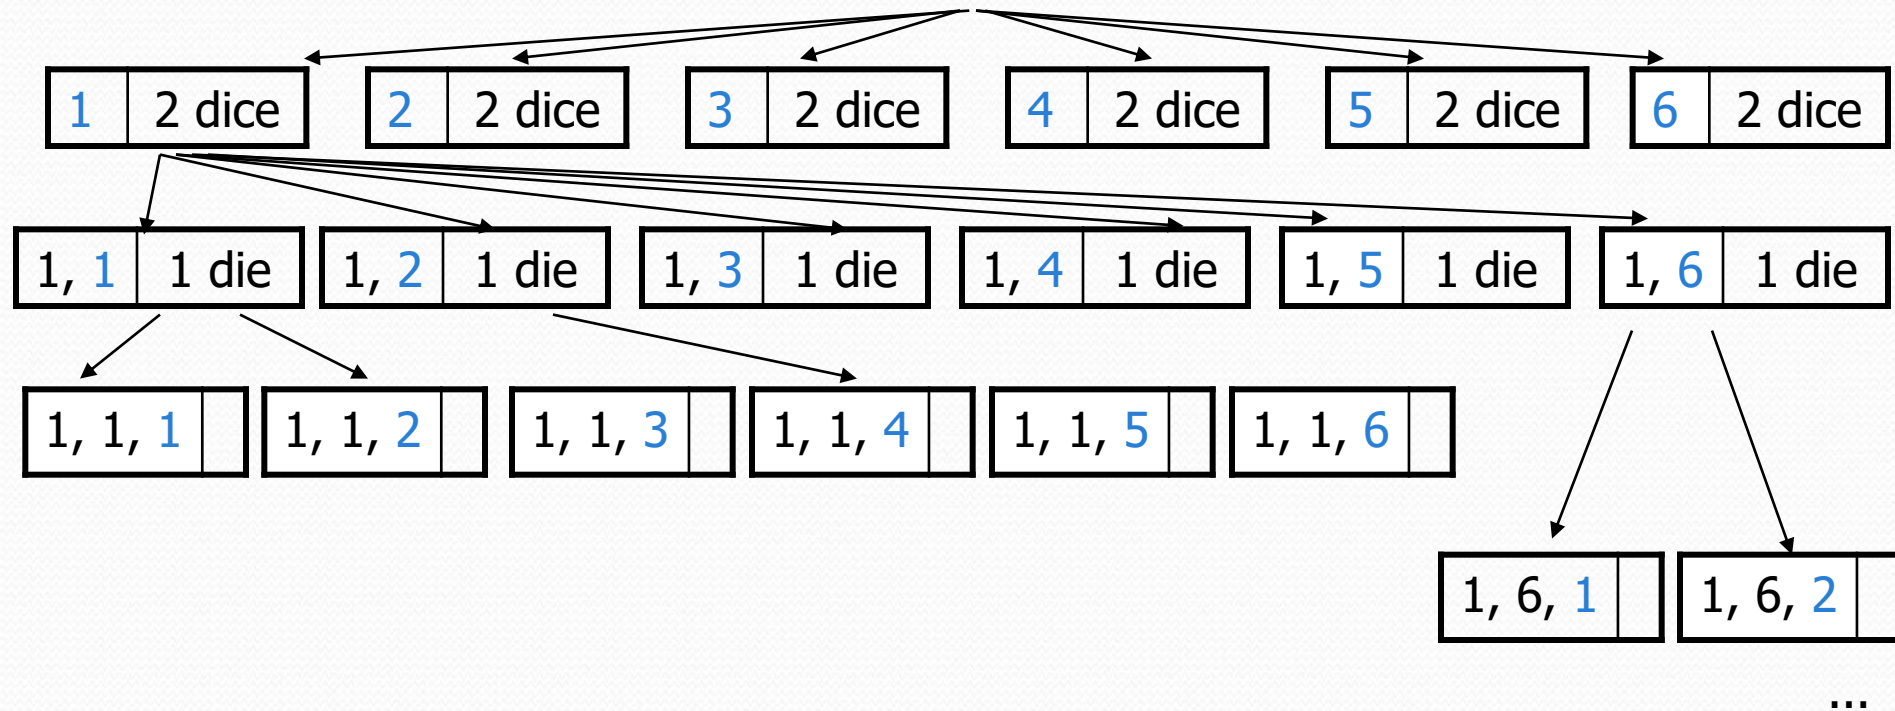 1 2 dice 2 2 dice 3 2 dice 4 2 dice 5 2 dice 6 2 dice
1, 1 1 die 1, 2 1 die 1, 3 1 die 1, 4 1 die 1, 5 1 die 1, 6 1 die
1, 1, 1 1, 1, 2 1, 1, 3 1, 1, 4 1, 1, 5 1, 1, 6
1, 6, 1 1, 6, 2
...